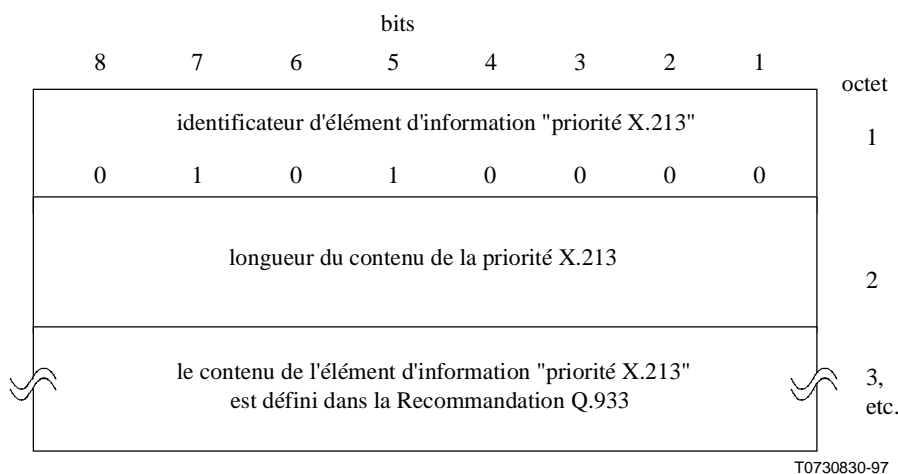 bits
8 7 6 5 4 3 2 1
octet
identificateur d'élément d'information "priorité X.213"
1
0 1 0 1 0 0 0 0
longueur du contenu de la priorité X.213
2
le contenu de l'élément d'information "priorité X.213"
est défini dans la Recommandation Q.933
3,
etc.
T0730830-97